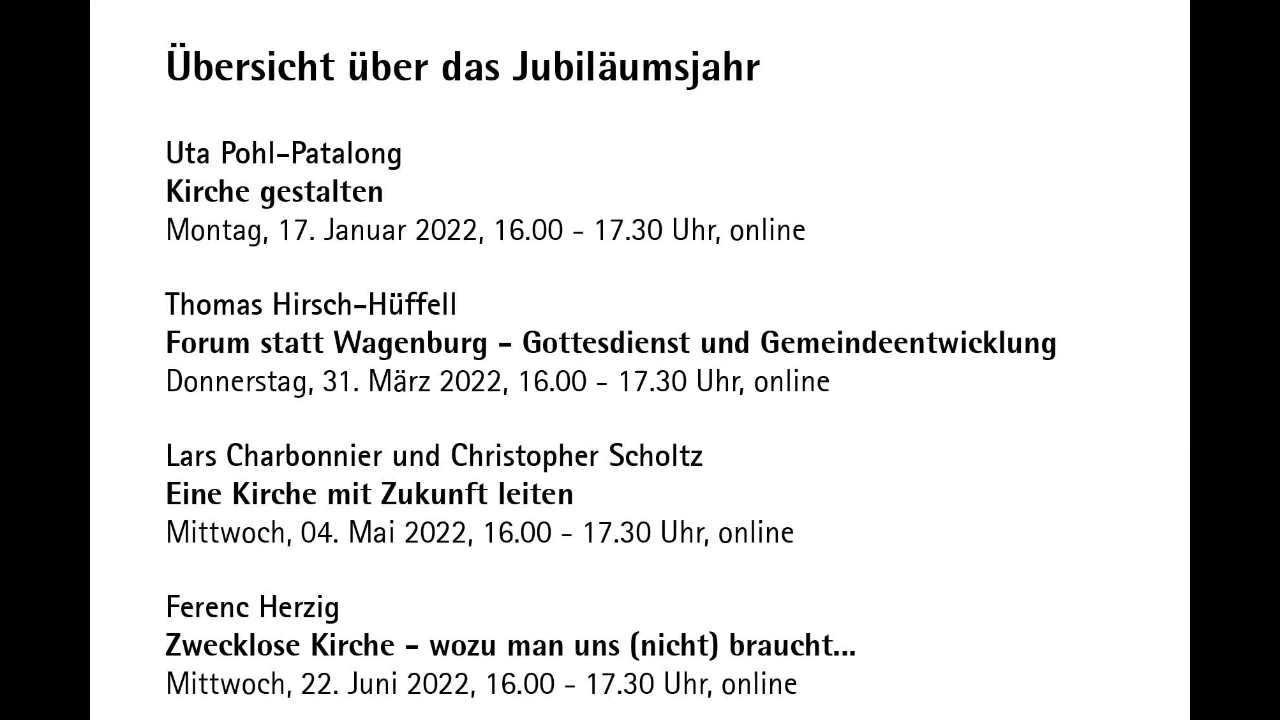 Übersicht über das Jubiläumsjahr
Uta Pohl-Patalong
Kirche gestalten
Montag, 17. Januar 2022, 16.00 - 17.30 Uhr, online
Thomas Hirsch-Hüffell
Forum statt Wagenburg - Gottesdienst und Gemeindeentwicklung
Donnerstag, 31. März 2022, 16.00 - 17.30 Uhr, online
Lars Charbonnier und Christopher Scholtz
Eine Kirche mit Zukunft leiten
Mittwoch, 04. Mai 2022, 16.00 - 17.30 Uhr, online
Ferenc Herzig
Zwecklose Kirche - wozu man uns (nicht) braucht...
Mittwoch, 22. Juni 2022, 16.00 - 17.30 Uhr, online